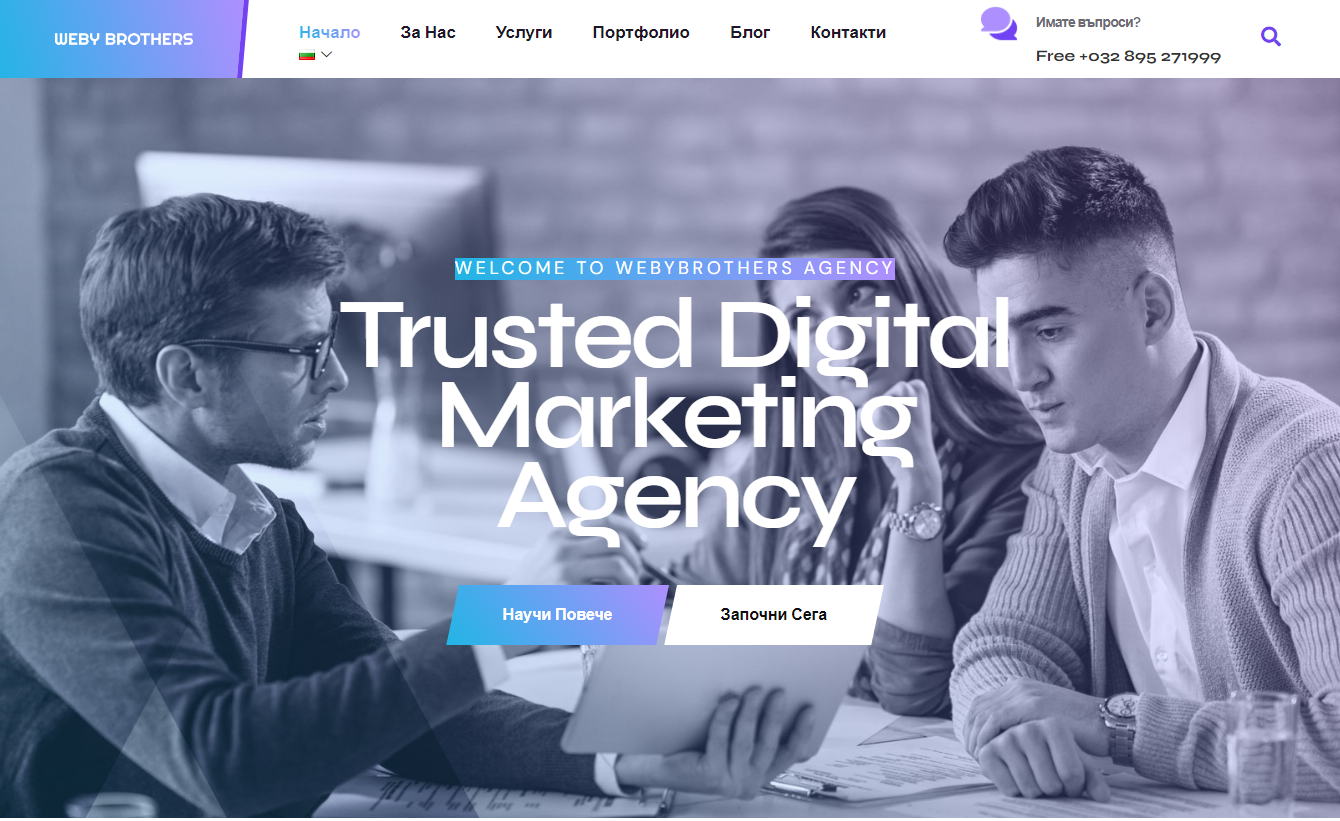 WEBY BROTHERS
Начало
За Нас
Услуги
Портфолио
Блог
Контакти
Имате въпроси?
Free +032 895 271999
WELCOME TO WEBYBROTHERS AGENCY
Trusted Digital
Marketing
Agency
Научи Повече
Започни Сега